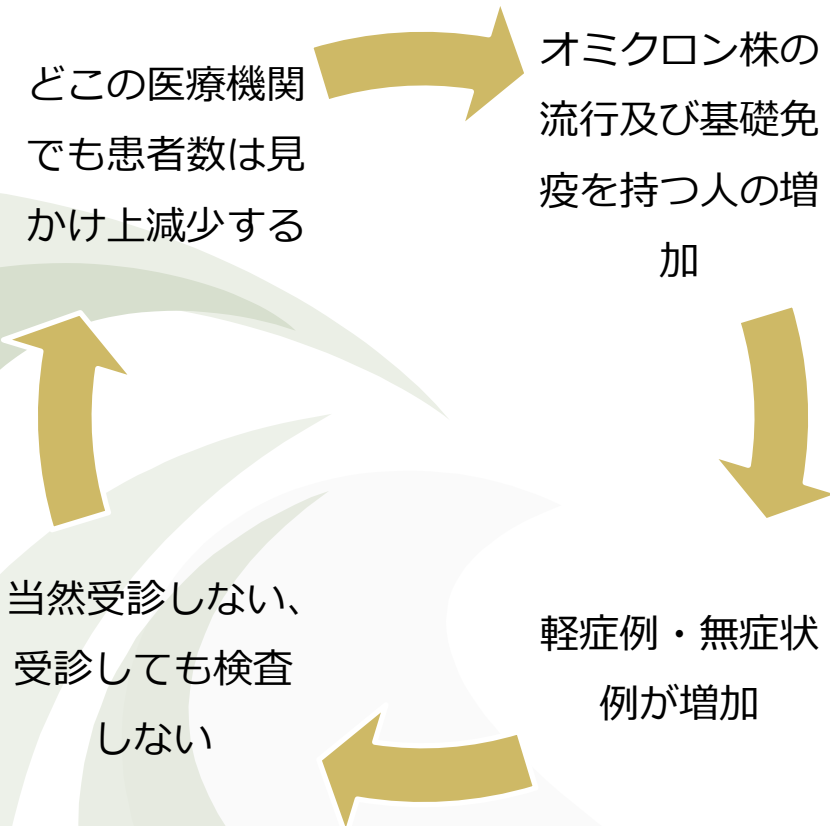 どこの医療機関
でも患者数は見
かけ上減少する
オミクロン株の
流行及び基礎免
疫を持つ人の増
加
軽症例・無症状
例が増加
当然受診しない、
受診しても検査
しない